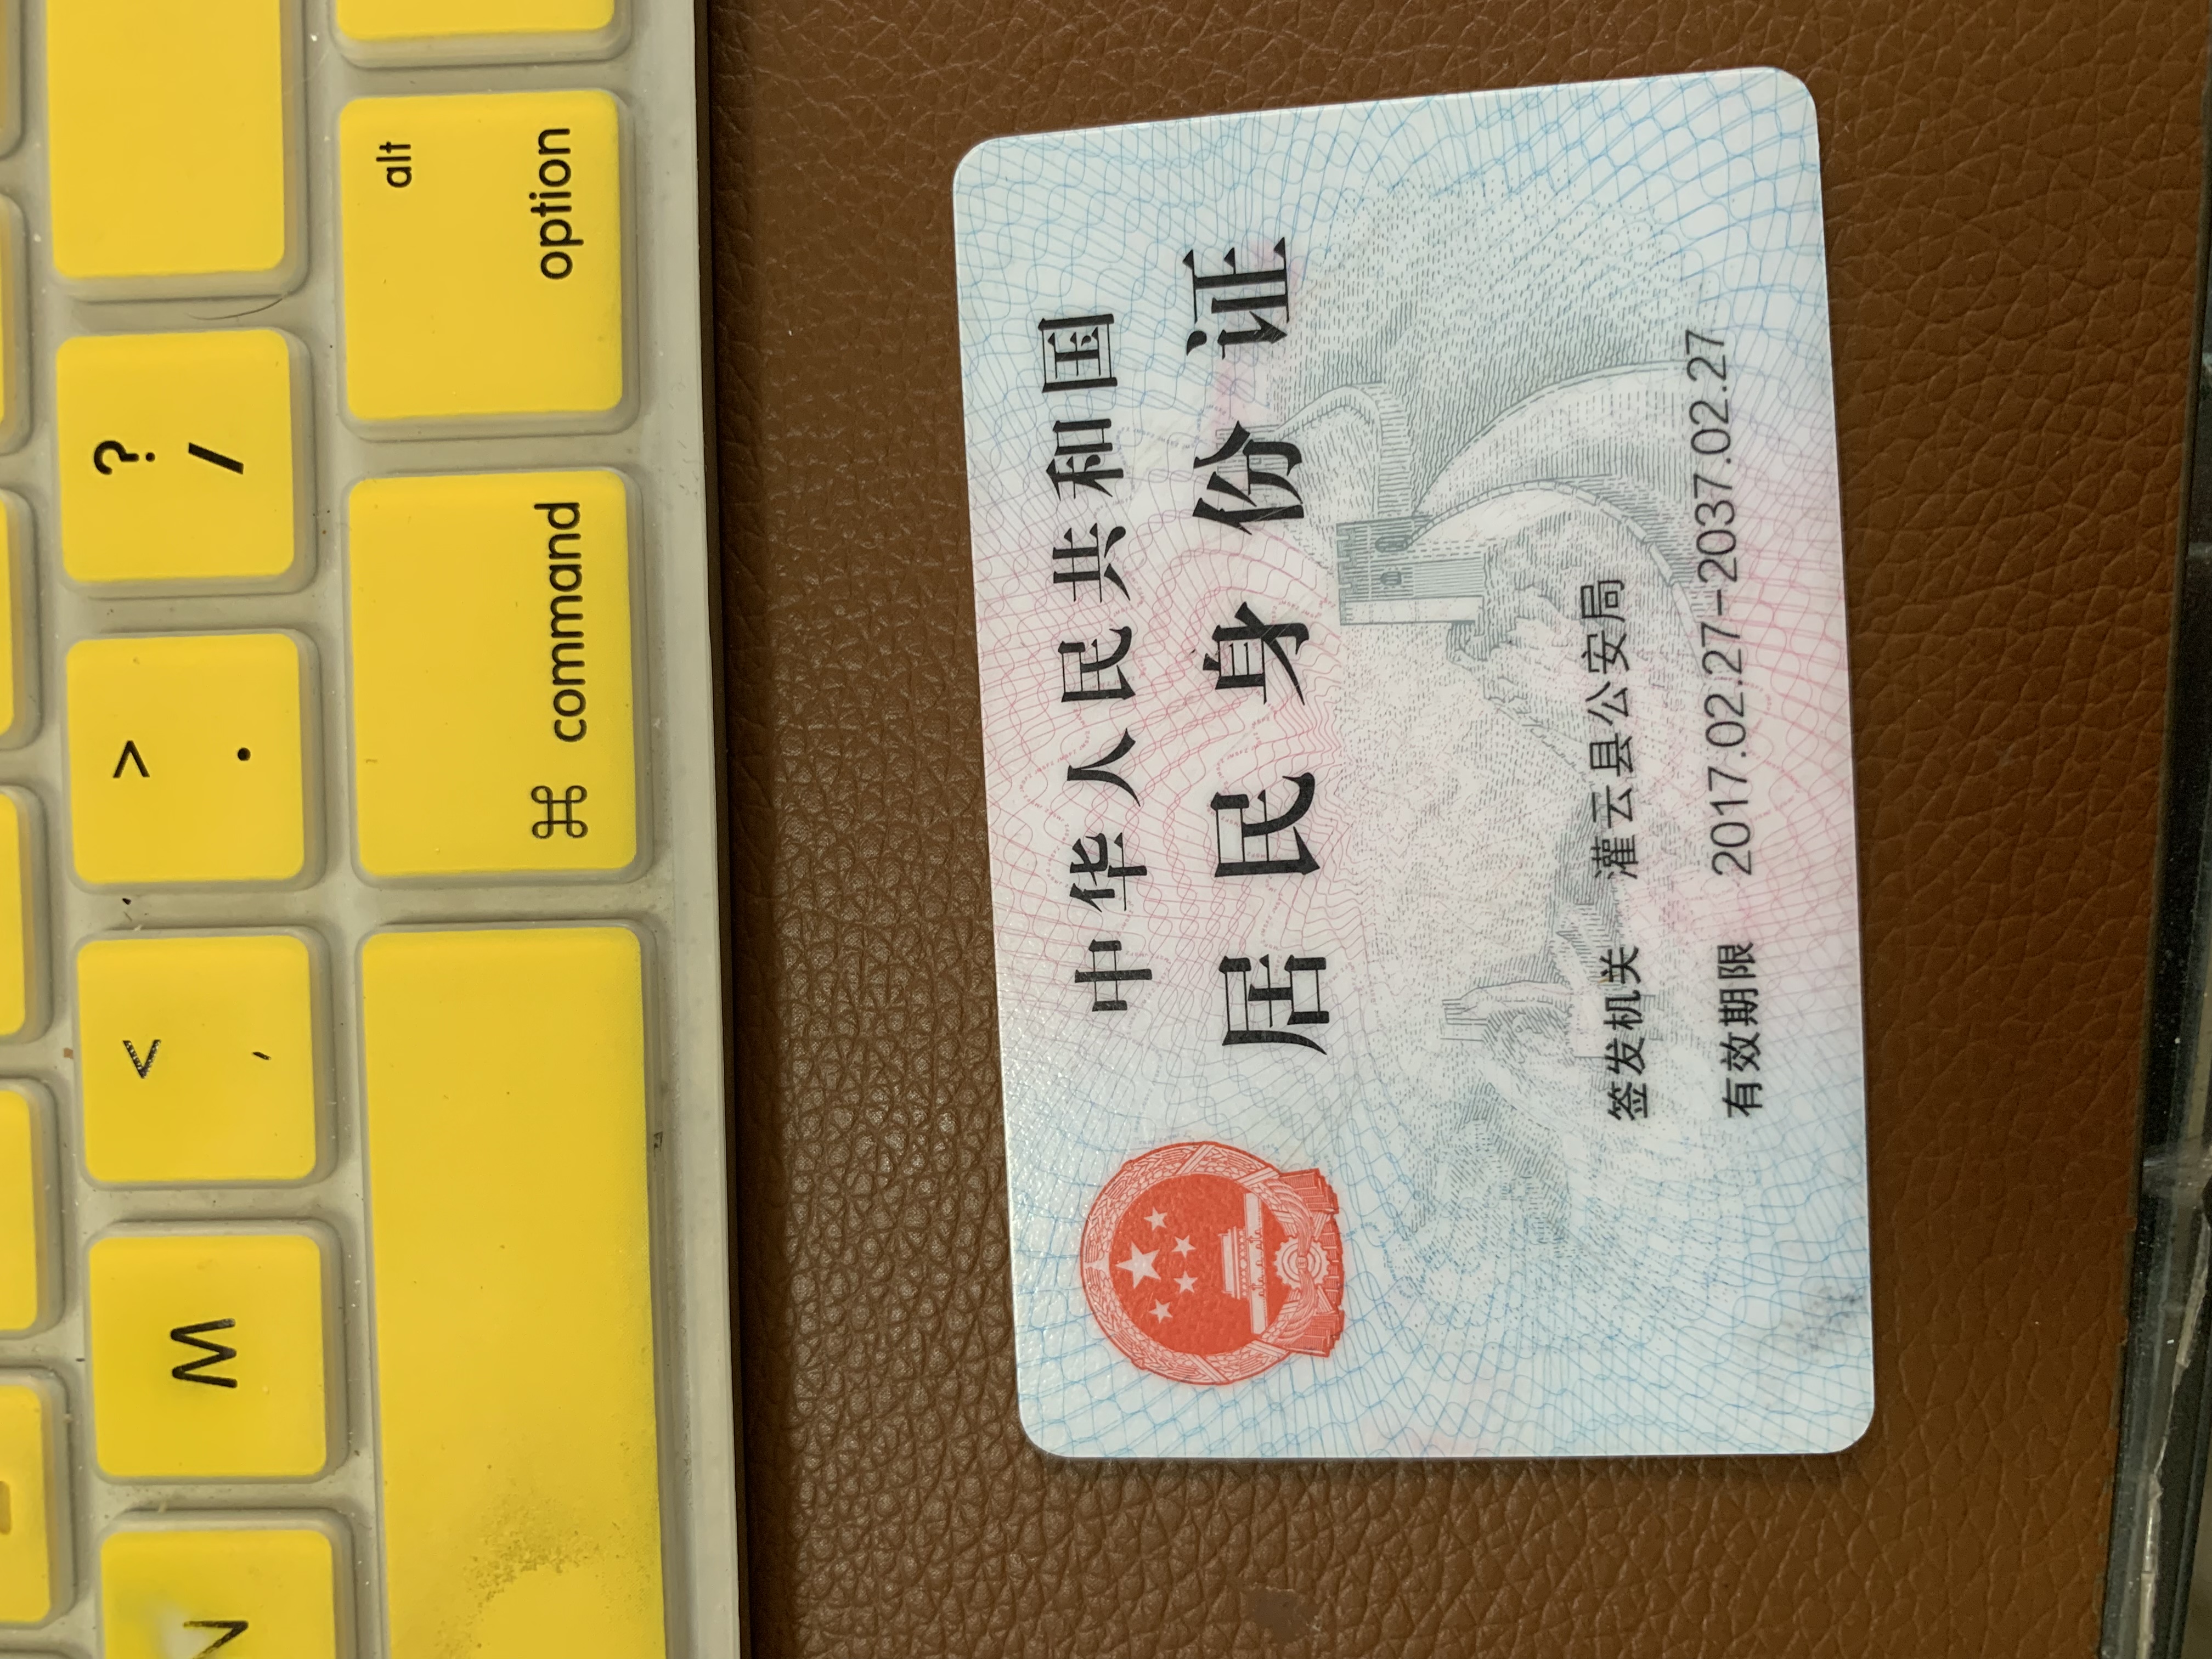 中华人民共和国
居民身份证
签发机关 灌云县公安局
有效期限 2017.02.27-2037.02.27
alt
option
⌘ command
?
/
>
.
<
,
M
N